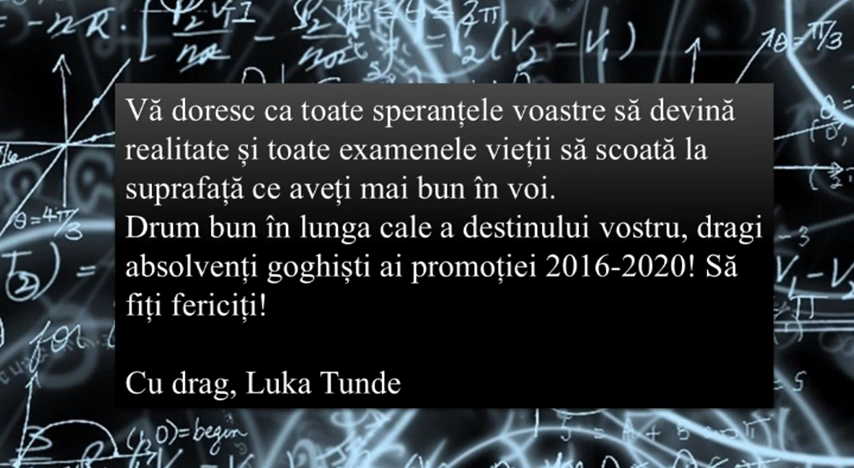 Vă doresc ca toate speranțele voastre să devină
realitate și toate examenele vieții să scoată la
suprafață ce aveți mai bun în voi.
Drum bun în lunga cale a destinului vostru, dragi
absolvenți goghiști ai promoției 2016-2020! Să
fiți fericiți!
Cu drag, Luka Tunde